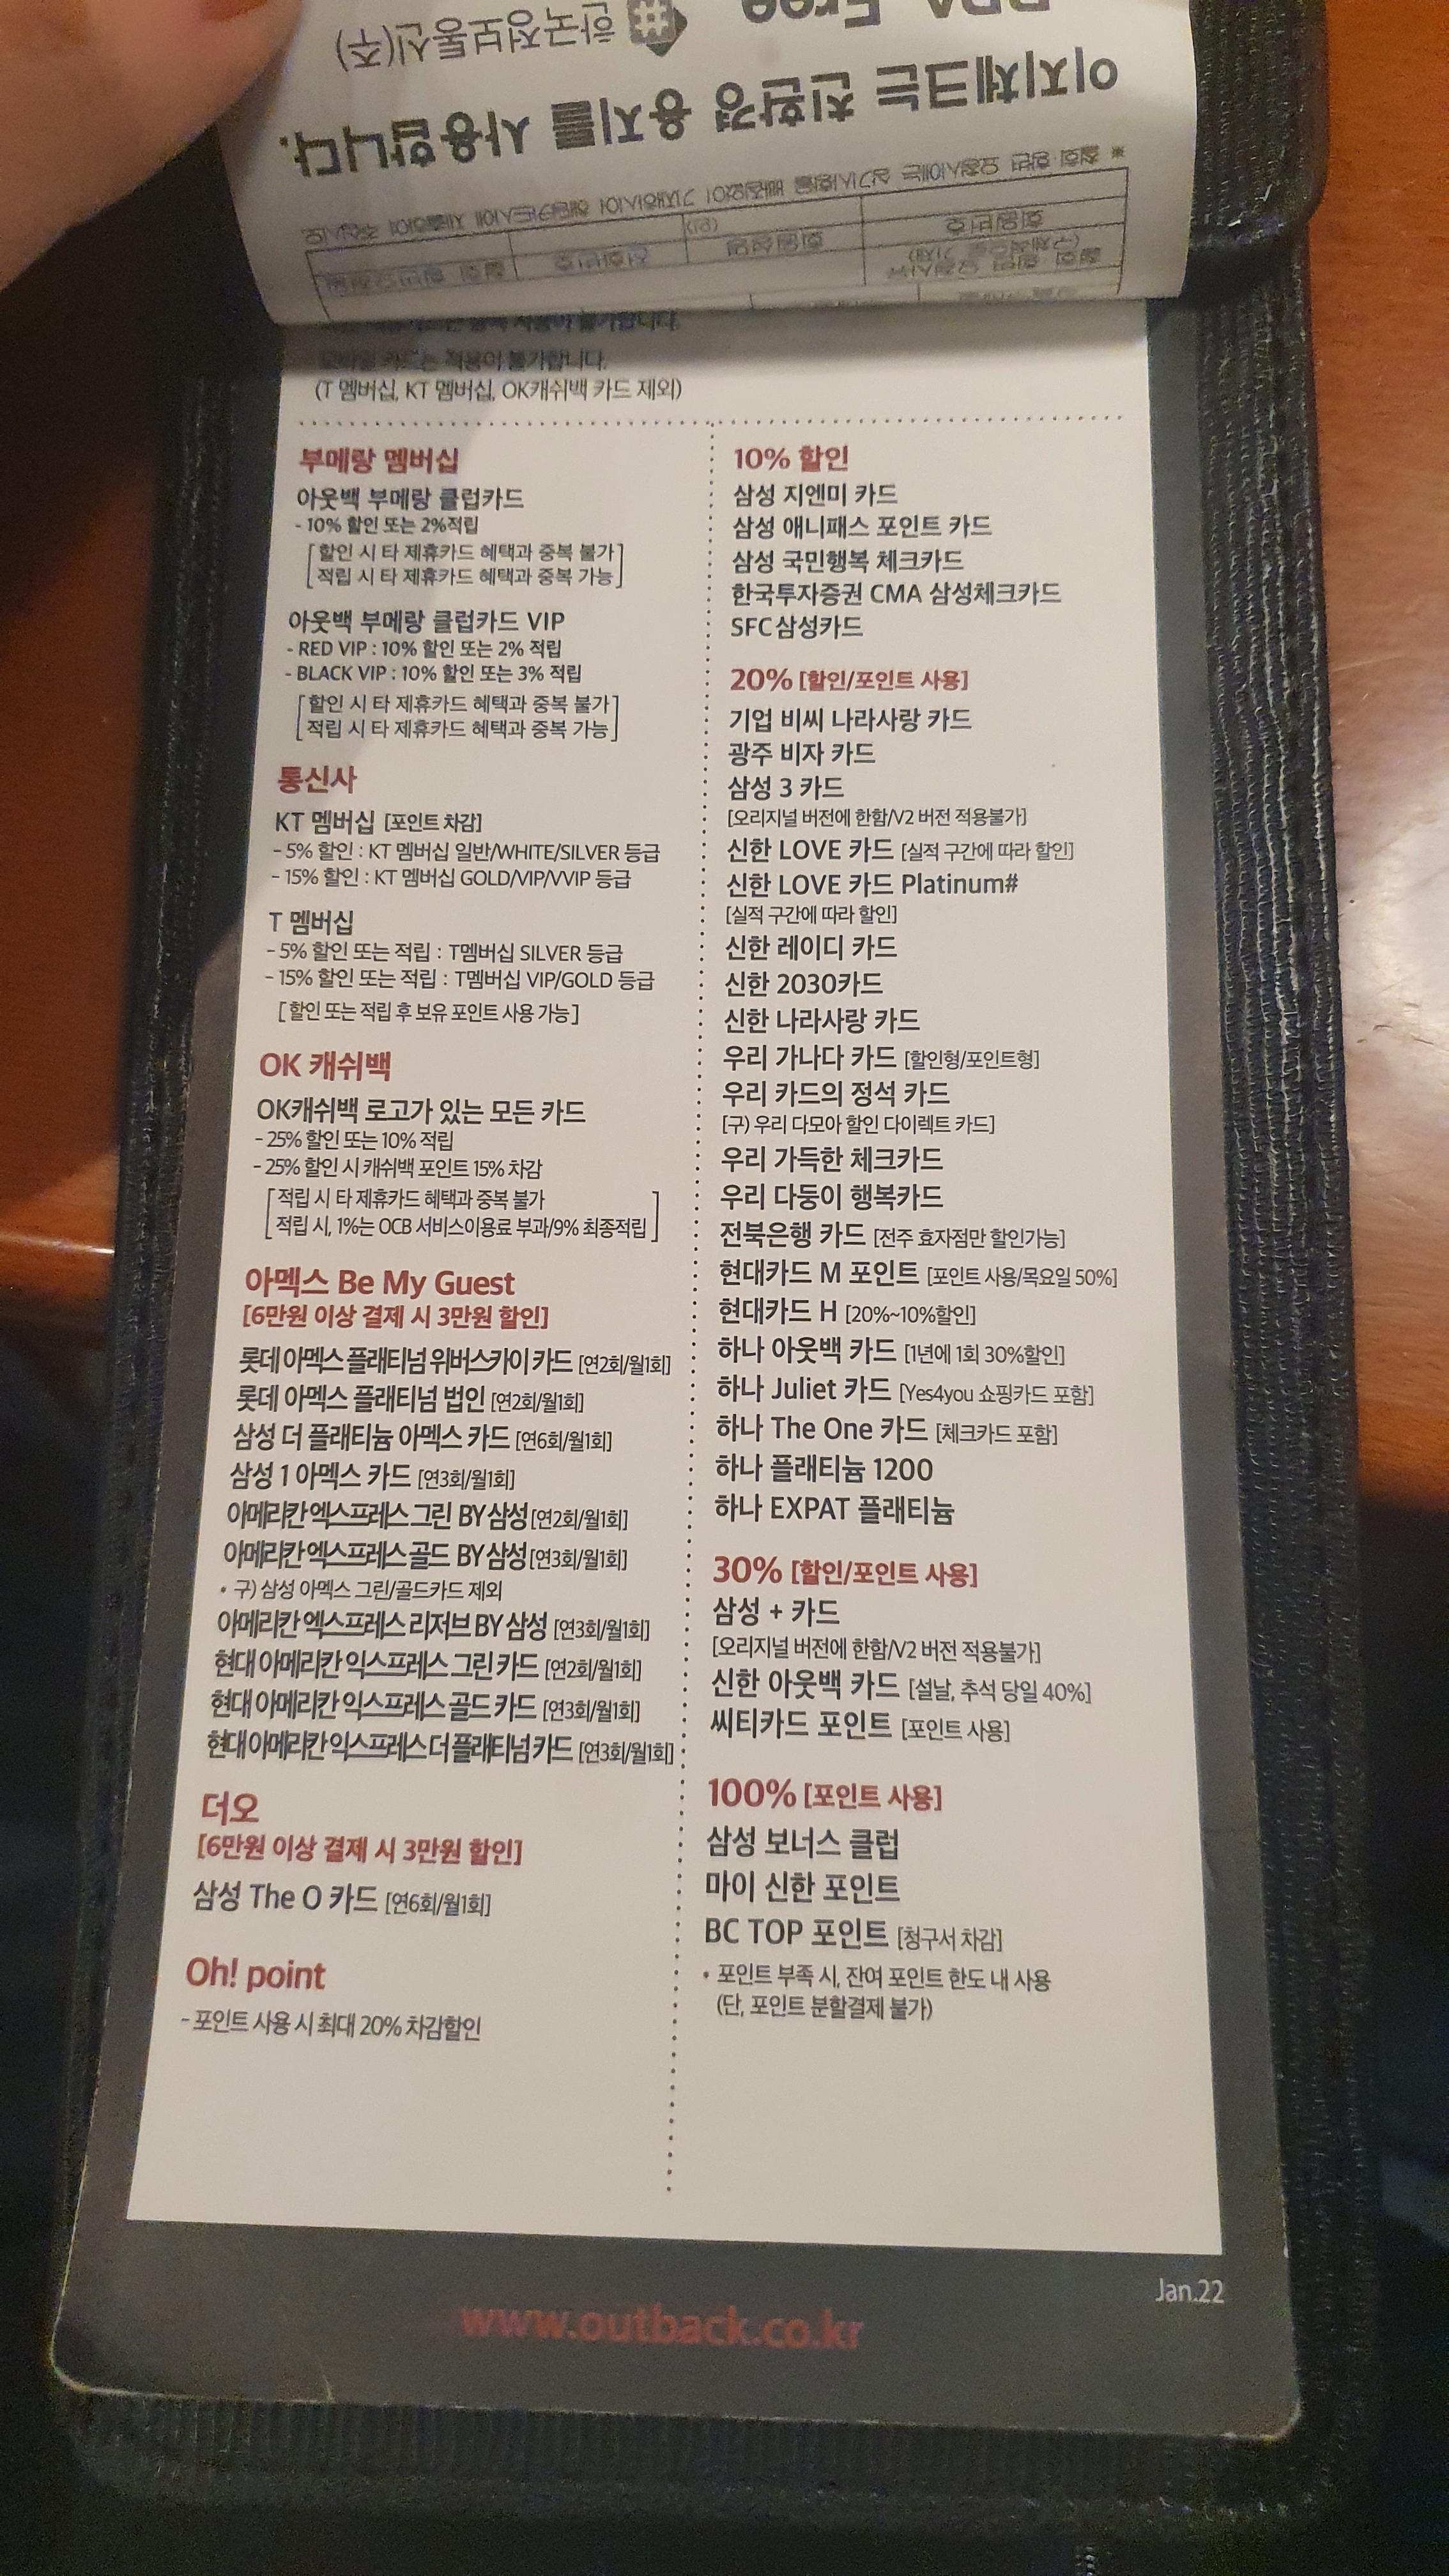 한국정보통신(주)
이지체크는 친환경 용지를 사용합니다.
(T 멤버십, KT 멤버십, OK캐쉬백 카드 제외)
부메랑 멤버십
아웃백 부메랑 클럽카드
- 10% 할인 또는 2%적립
[할인 시 타 제휴카드 혜택과 중복 불가
적립 시 타 제휴카드 혜택과 중복 가능]
아웃백 부메랑 클럽카드 VIP
- RED VIP : 10% 할인 또는 2% 적립
- BLACK VIP : 10% 할인 또는 3% 적립
[할인 시 타 제휴카드 혜택과 중복 불가
적립 시 타 제휴카드 혜택과 중복 가능]
통신사
KT 멤버십 [포인트 차감]
- 5% 할인 : KT 멤버십 일반/WHITE/SILVER 등급
- 15% 할인 : KT 멤버십 GOLD/VIP/VVIP 등급
T 멤버십
- 5% 할인 또는 적립 : T멤버십 SILVER 등급
- 15% 할인 또는 적립 : T멤버십 VIP/GOLD 등급
[할인 또는 적립 후 보유 포인트 사용 가능]
OK 캐쉬백
OK캐쉬백 로고가 있는 모든 카드
- 25% 할인 또는 10% 적립
- 25% 할인 시 캐쉬백 포인트 15% 차감
[적립 시 타 제휴카드 혜택과 중복 불가
적립 시, 1%는 OCB 서비스이용료 부과/9% 최종적립]
아멕스 Be My Guest
[6만원 이상 결제 시 3만원 할인]
롯데 아멕스 플래티넘 위버스카이 카드 [연2회/월1회]
롯데 아멕스 플래티넘 법인 [연2회/월1회]
삼성 더 플래티늄 아멕스 카드 [연6회/월1회]
삼성 1 아멕스 카드 [연3회/월1회]
아메리칸 엑스프레스 그린 BY 삼성 [연2회/월1회]
아메리칸 엑스프레스 골드 BY 삼성 [연3회/월1회]
• 구) 삼성 아멕스 그린/골드카드 제외
아메리칸 엑스프레스 리저브 BY 삼성 [연3회/월1회]
현대 아메리칸 익스프레스 그린 카드 [연2회/월1회]
현대 아메리칸 익스프레스 골드 카드 [연3회/월1회]
현대 아메리칸 익스프레스 더 플래티넘 카드 [연3회/월1회]
더오
[6만원 이상 결제 시 3만원 할인]
삼성 The O 카드 [연6회/월1회]
Oh! point
- 포인트 사용 시 최대 20% 차감할인
10% 할인
삼성 지엔미 카드
삼성 애니패스 포인트 카드
삼성 국민행복 체크카드
한국투자증권 CMA 삼성체크카드
SFC 삼성카드
20% [할인/포인트 사용]
기업 비씨 나라사랑 카드
광주 비자 카드
삼성 3 카드
[오리지널 버전에 한함/V2 버전 적용불가]
신한 LOVE 카드 [실적 구간에 따라 할인]
신한 LOVE 카드 Platinum#
[실적 구간에 따라 할인]
신한 레이디 카드
신한 2030카드
신한 나라사랑 카드
우리 가나다 카드 [할인형/포인트형]
우리 카드의 정석 카드
[구) 우리 다모아 할인 다이렉트 카드]
우리 가득한 체크카드
우리 다둥이 행복카드
전북은행 카드 [전주 효자점만 할인가능]
현대카드 M 포인트 [포인트 사용/목요일 50%]
현대카드 H [20%~10%할인]
하나 아웃백 카드 [1년에 1회 30%할인]
하나 Juliet 카드 [Yes4you 쇼핑카드 포함]
하나 The One 카드 [체크카드 포함]
하나 플래티늄 1200
하나 EXPAT 플래티늄
30% [할인/포인트 사용]
삼성 + 카드
[오리지널 버전에 한함/V2 버전 적용불가]
신한 아웃백 카드 [설날, 추석 당일 40%]
씨티카드 포인트 [포인트 사용]
100% [포인트 사용]
삼성 보너스 클럽
마이 신한 포인트
BC TOP 포인트 [청구서 차감]
• 포인트 부족 시, 잔여 포인트 한도 내 사용
(단, 포인트 분할결제 불가)
Jan.22
www.outback.co.kr